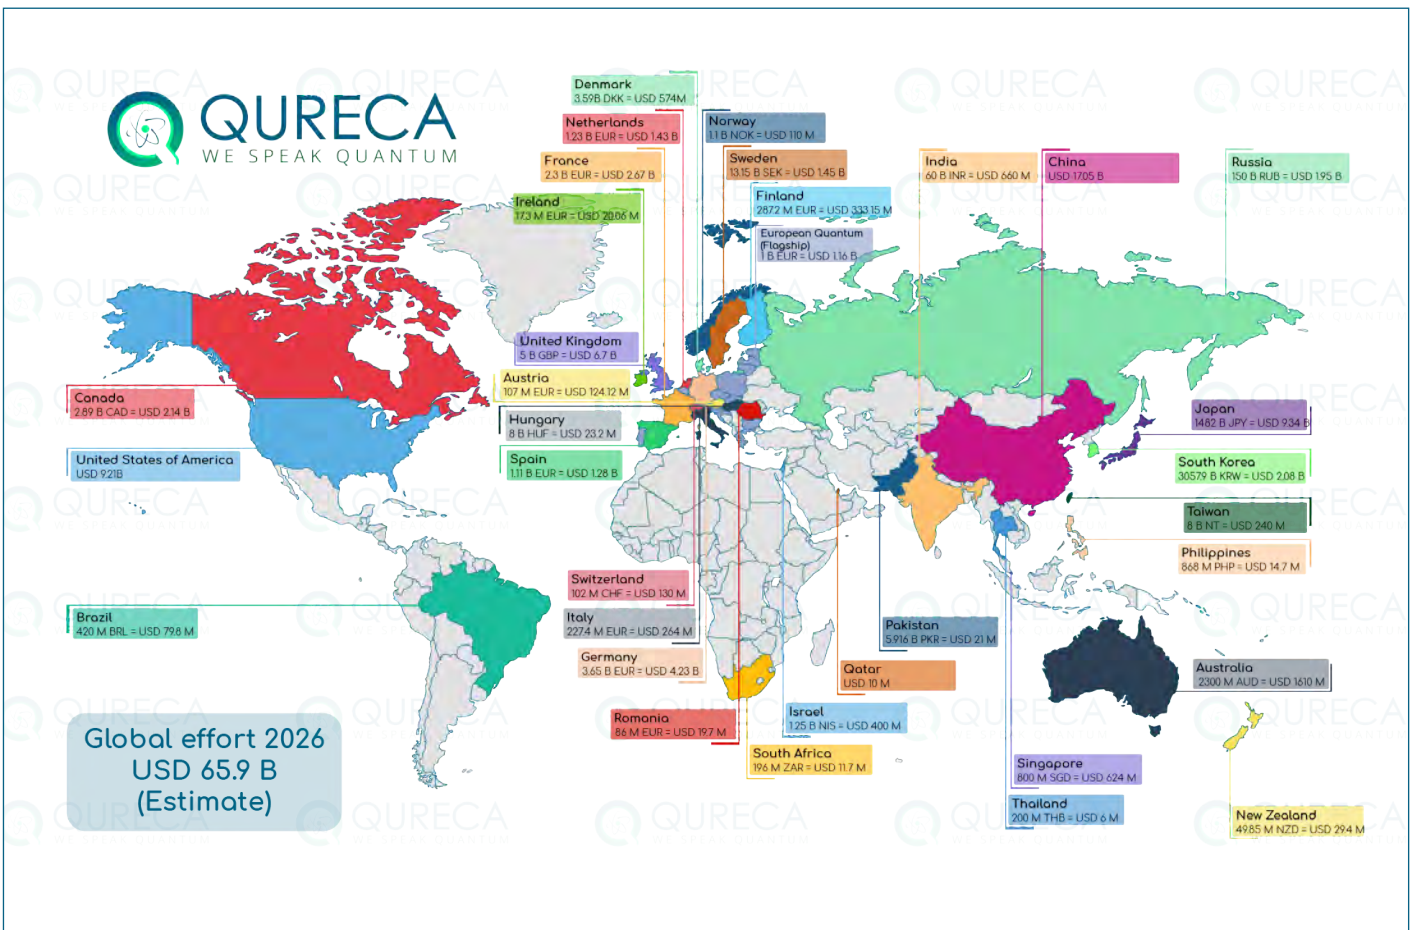 QURECA
WE SPEAK QUANTUM
Denmark
3.59B DKK = USD 574M
Netherlands
1.23 B EUR = USD 1.43 B
France
2.3 B EUR = USD 2.67 B
Ireland
17.3 M EUR = USD 20.06 M
Norway
1.1 B NOK = USD 110 M
Sweden
13.15 B SEK = USD 1.45 B
Finland
287.2 M EUR = USD 333.15 M
European Quantum
(Flagship)
1 B EUR = USD 1.16 B
India
60 B INR = USD 660 M
China
USD 17.05 B
Russia
150 B RUB = USD 1.95 B
United Kingdom
5 B GBP = USD 6.7 B
Austria
107 M EUR = USD 124.12 M
Hungary
8 B HUF = USD 23.2 M
Spain
1.11 B EUR = USD 1.28 B
Canada
2.89 B CAD = USD 2.14 B
United States of America
USD 9.21B
Japan
1482 B JPY = USD 9.34 B
South Korea
3057.9 B KRW = USD 2.08 B
Taiwan
8 B NT = USD 240 M
Philippines
868 M PHP = USD 14.7 M
Switzerland
102 M CHF = USD 130 M
Italy
227.4 M EUR = USD 264 M
Germany
3.65 B EUR = USD 4.23 B
Brazil
420 M BRL = USD 79.8 M
Pakistan
5.916 B PKR = USD 21 M
Qatar
USD 10 M
Australia
2300 M AUD = USD 1610 M
Romania
86 M EUR = USD 19.7 M
Israel
1.25 B NIS = USD 400 M
South Africa
196 M ZAR = USD 11.7 M
Singapore
800 M SGD = USD 624 M
Thailand
200 M THB = USD 6 M
New Zealand
49.85 M NZD = USD 29.4 M
Global effort 2026
USD 65.9 B
(Estimate)